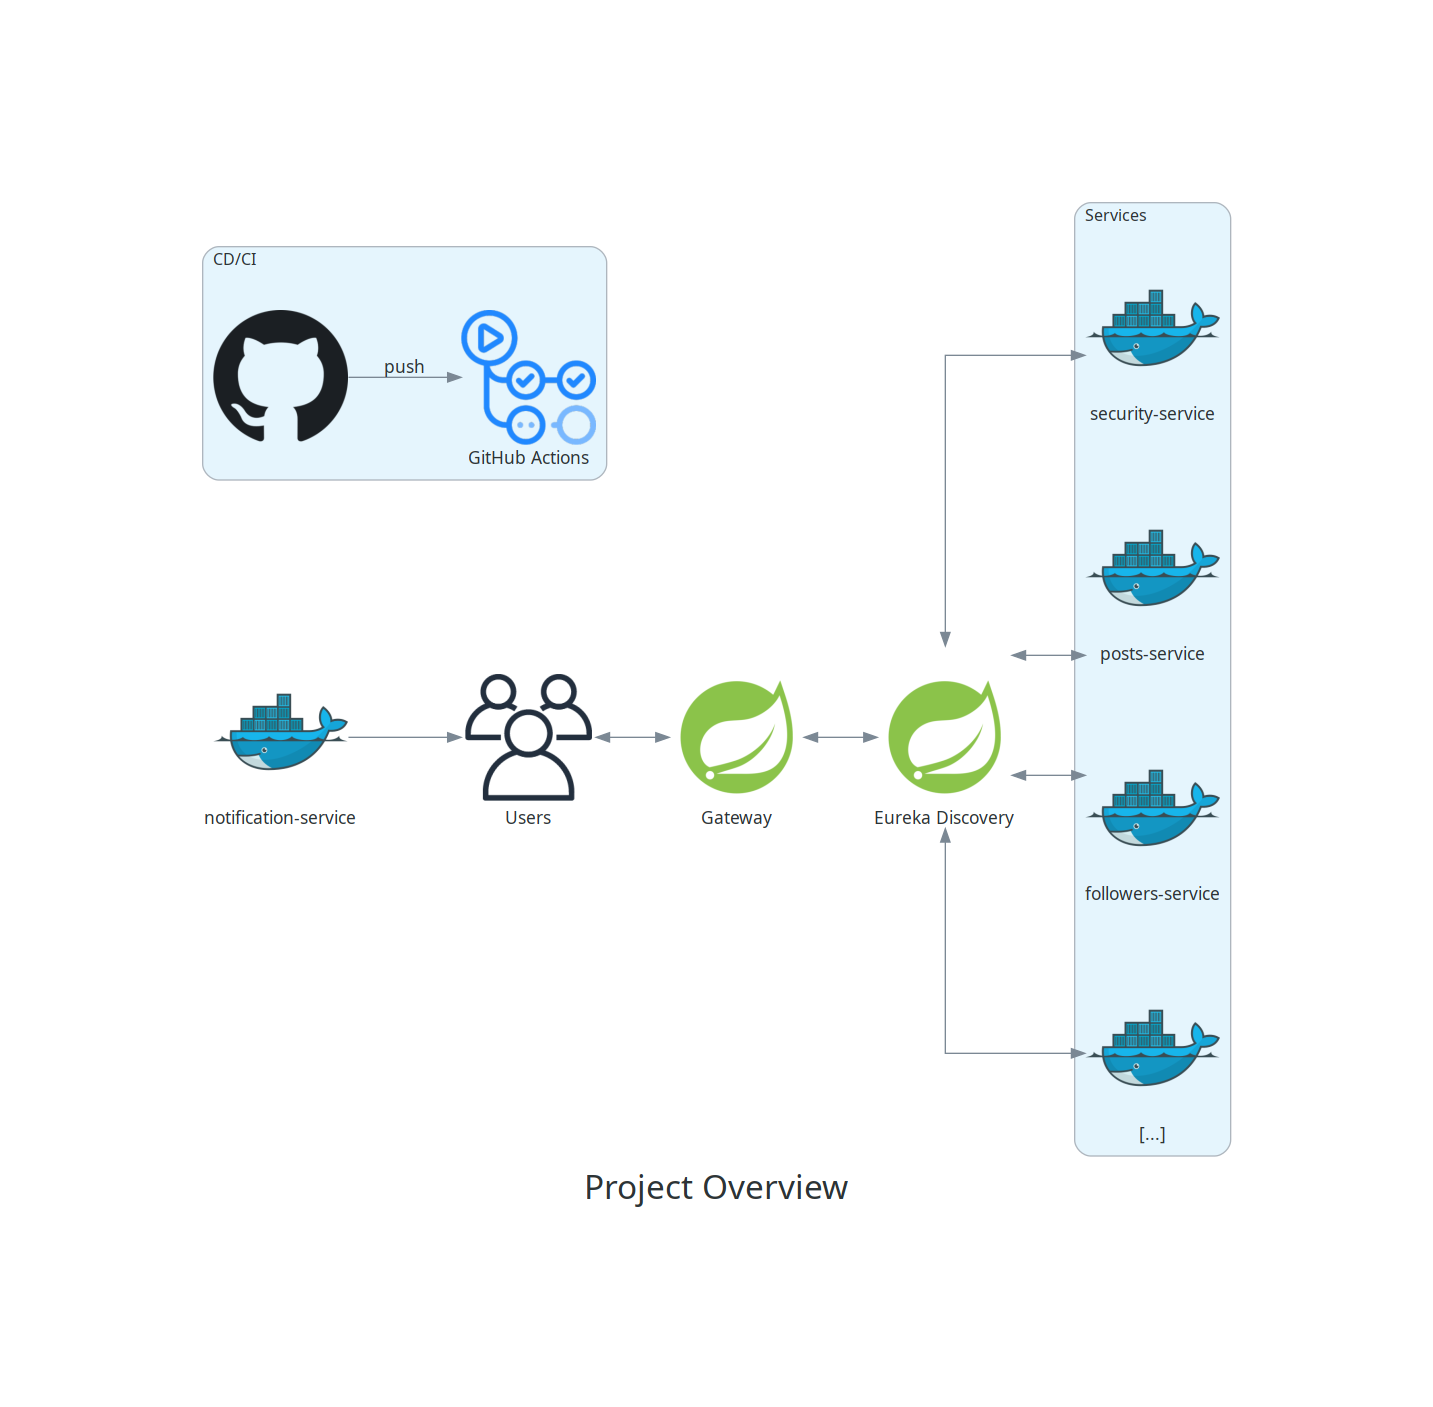 Services
CD/CI
push
GitHub Actions
security-service
posts-service
notification-service
Users
Gateway
Eureka Discovery
followers-service
[...]
Project Overview